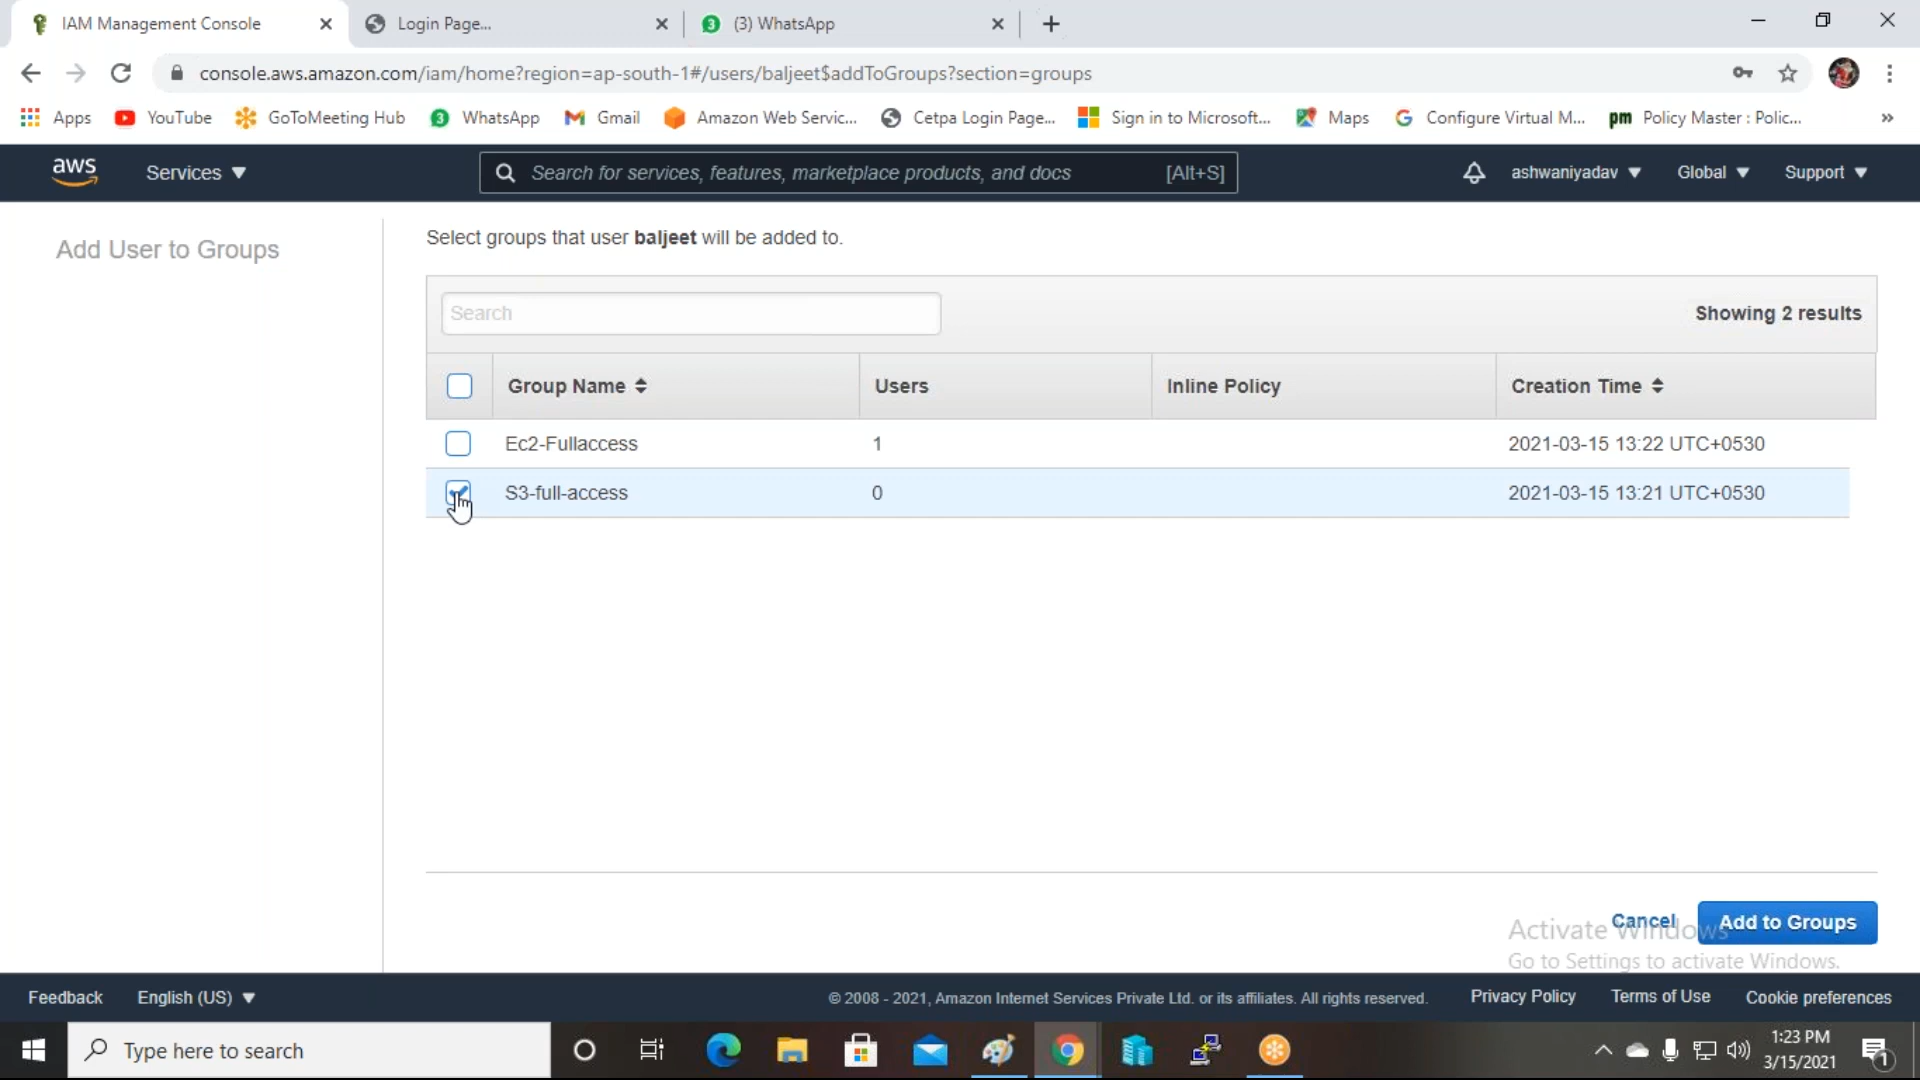 IAM Management Console
Login Page...
3
(3) WhatsApp
console.aws.amazon.com/iam/home?region=ap-south-1#/users/baljeet$addToGroups?section=groups
Apps
YouTube
GoToMeeting Hub
3
WhatsApp
Gmail
Amazon Web Servic...
Cetpa Login Page...
Sign in to Microsoft...
Maps
Configure Virtual M...
pm
Policy Master : Polic...
»
aws
Services
Search for services, features, marketplace products, and docs
[Alt+S]
ashwaniyadav
Global
Support
Add User to Groups
Select groups that user baljeet will be added to.
Search
Showing 2 results
Group Name
Users
Inline Policy
Creation Time
Ec2-Fullaccess
1
2021-03-15 13:22 UTC+0530
S3-full-access
0
2021-03-15 13:21 UTC+0530
Cancel
Add to Groups
Activate Windows
Go to Settings to activate Windows.
Feedback
English (US)
© 2008 - 2021, Amazon Internet Services Private Ltd. or its affiliates. All rights reserved.
Privacy Policy
Terms of Use
Cookie preferences
Type here to search
1:23 PM
3/15/2021
1